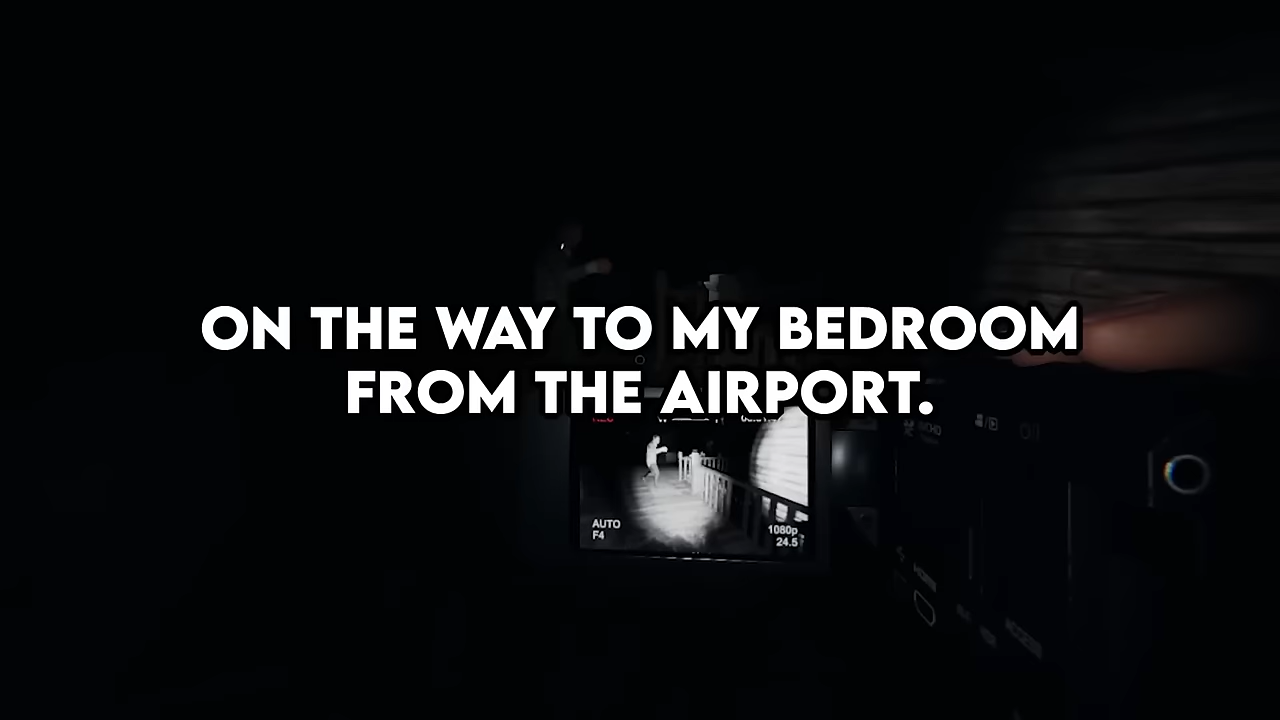 ON THE WAY TO MY BEDROOM
FROM THE AIRPORT.
AUTO
F4
1080p
24.5